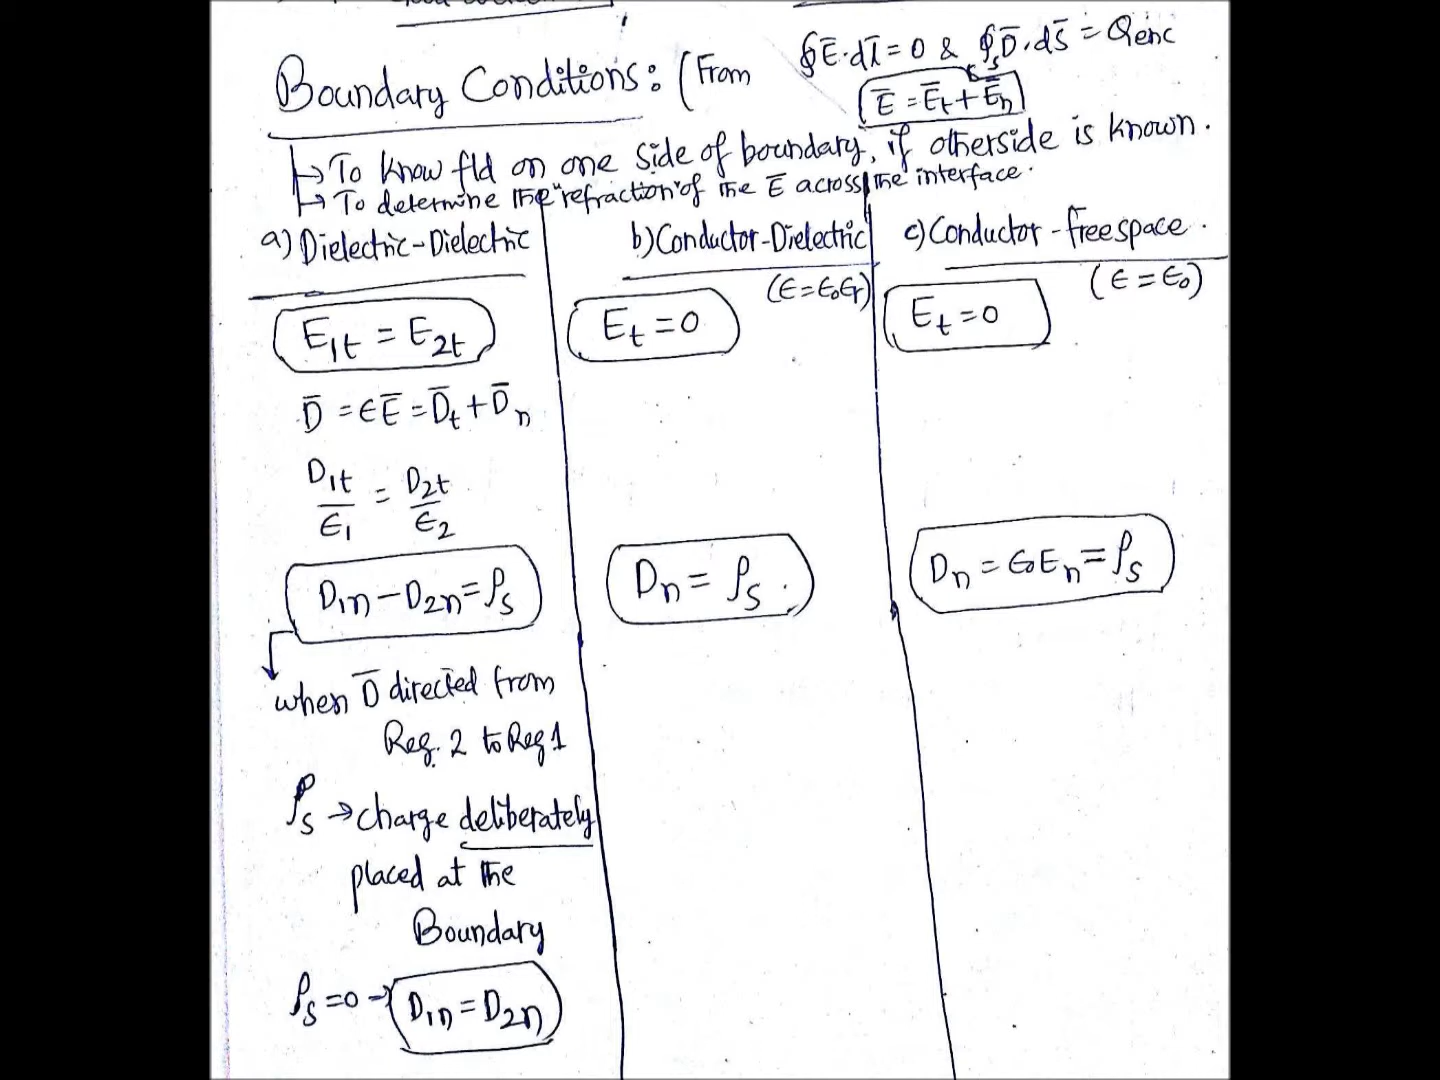 Boundary Conditions: (From ∮Ē·dl̄ = 0 & ∮ₛD̄·dS̄ = Qenc
Ē = Ēt + Ēn
→ To know fld on one side of boundary, if otherside is known.
→ To determine the "refraction" of the Ē across the interface.
a) Dielectric-Dielectric
E1t = E2t
D̄ = ϵĒ = D̄t + D̄n
D1t/ϵ1 = D2t/ϵ2
D1n - D2n = ρs
when D̄ directed from
Reg. 2 to Reg 1
ρs → charge deliberately
placed at the
Boundary
ρs = 0 → D1n = D2n
b) Conductor-Dielectric
(ϵ = ϵ0ϵr)
Et = 0
Dn = ρs.
c) Conductor - free space.
(ϵ = ϵ0)
Et = 0
Dn = ϵ0En = ρs